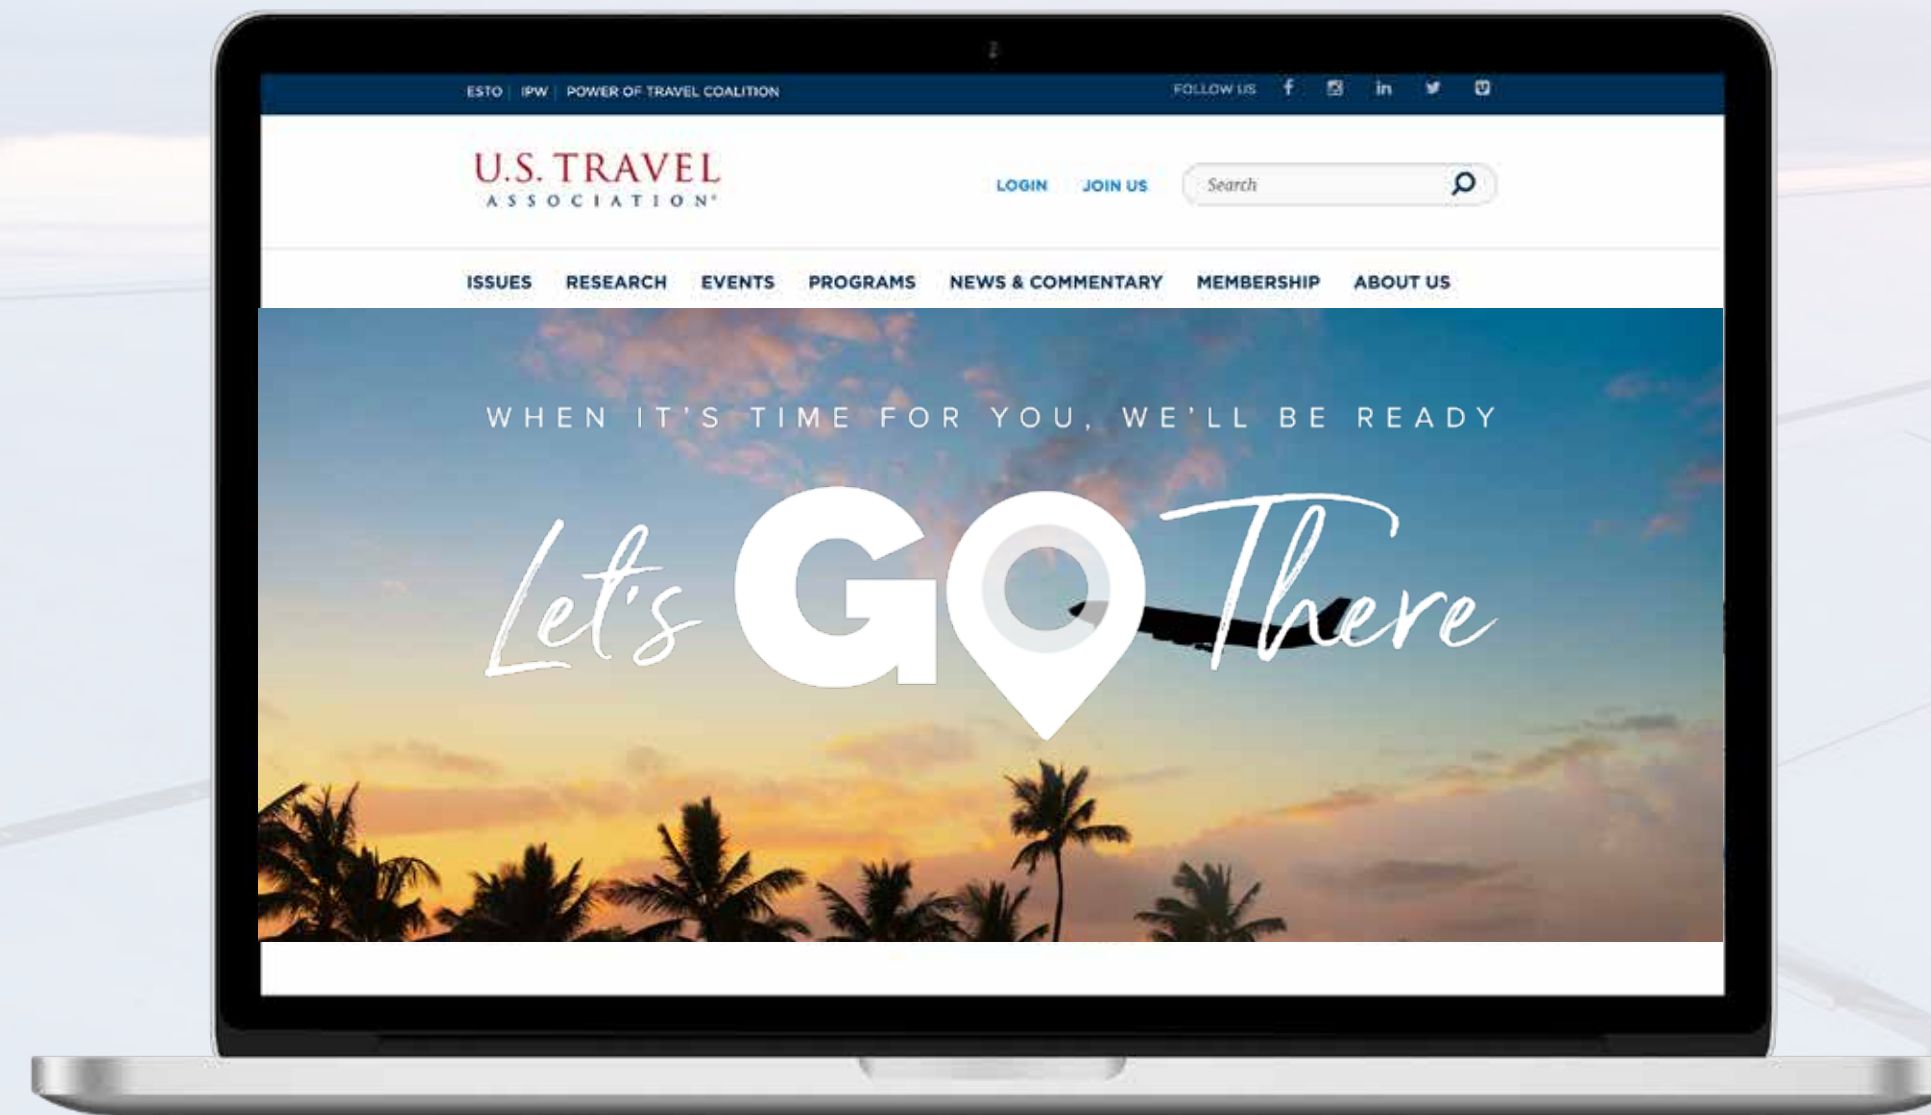 ESTO | IPW | POWER OF TRAVEL COALITION
FOLLOW US
U.S. TRAVEL
ASSOCIATION®
LOGIN JOIN US Search
ISSUES RESEARCH EVENTS PROGRAMS NEWS & COMMENTARY MEMBERSHIP ABOUT US
WHEN IT'S TIME FOR YOU, WE'LL BE READY
Let's GO There